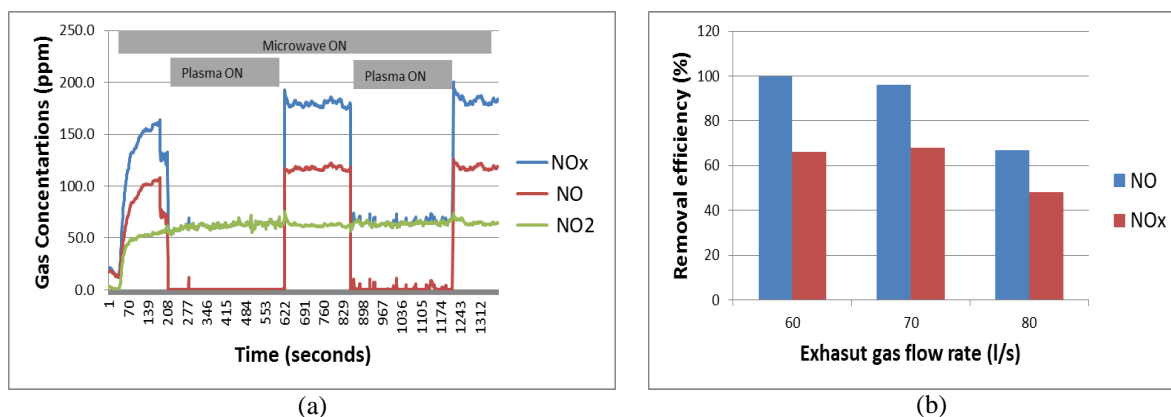 250.0
200.0
150.0
100.0
50.0
0.0
Gas Concentartions (ppm)
Microwave ON
Plasma ON
Plasma ON
NOx
NO
NO2
1
70
139
208
277
346
415
484
553
622
691
760
829
898
967
1036
1105
1174
1243
1312
Time (seconds)
(a)
120
100
80
60
40
20
0
Removal efficiency (%)
NO
NOx
60
70
80
Exhasut gas flow rate (l/s)
(b)